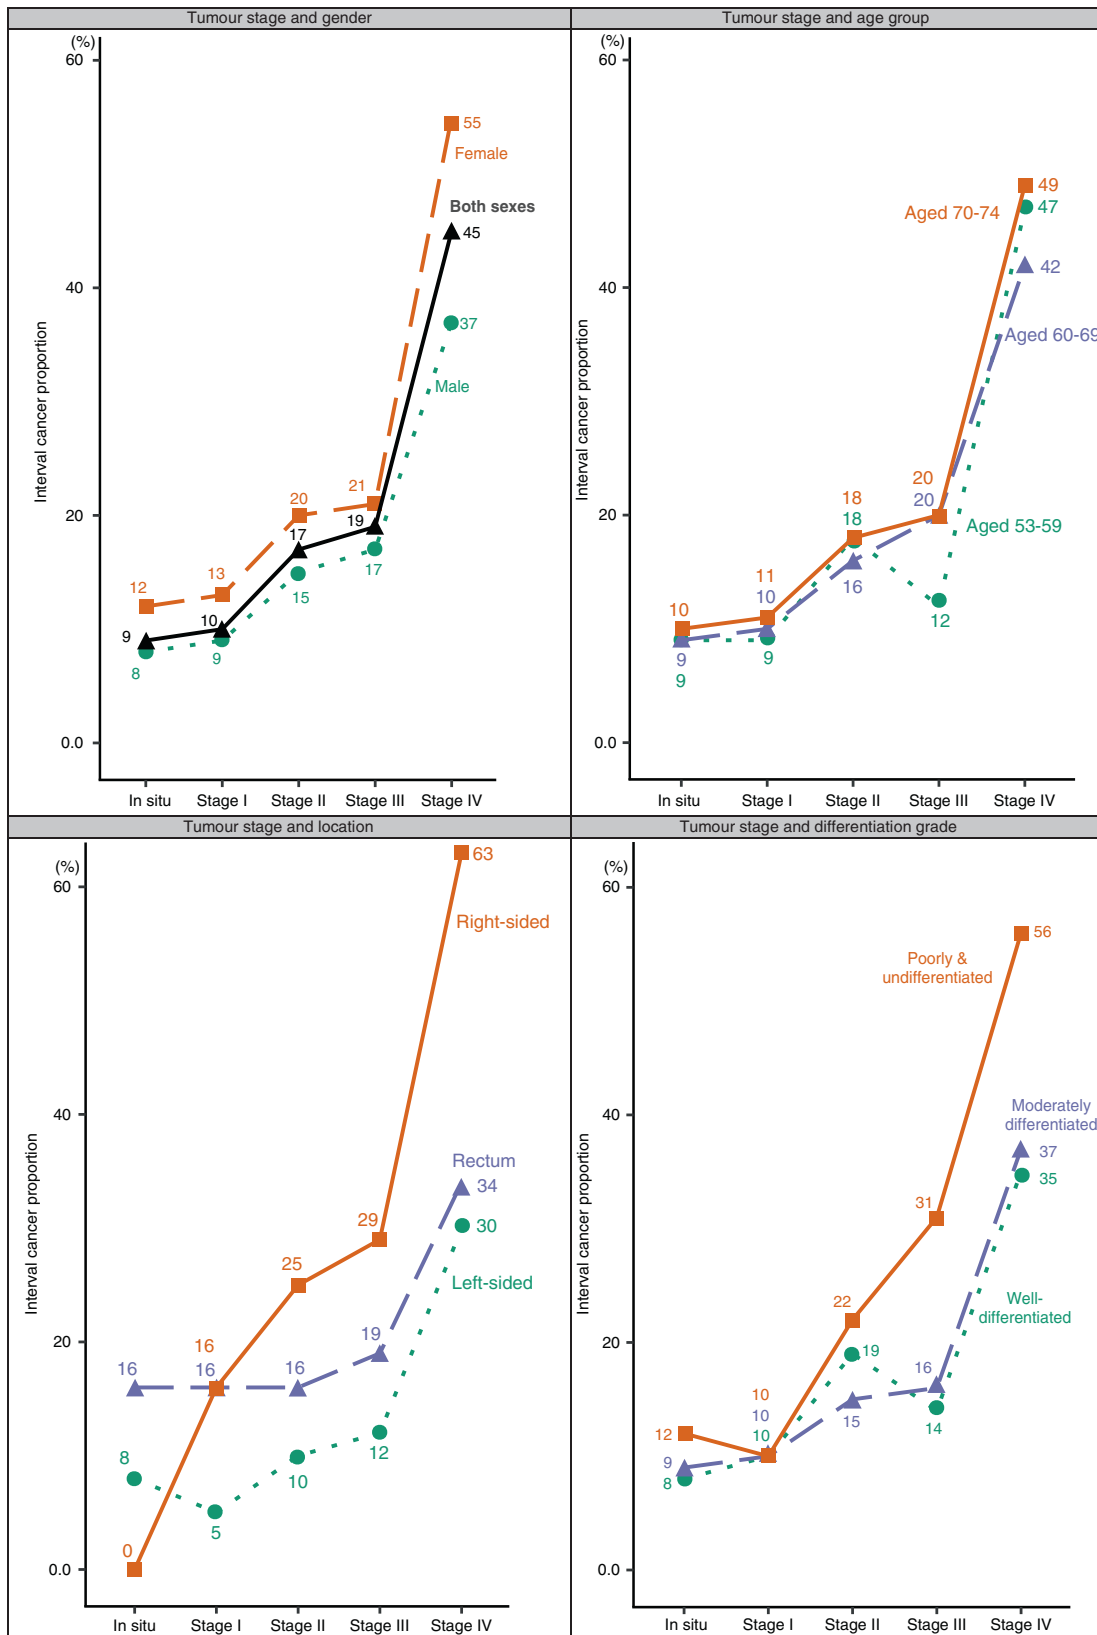 Tumour stage and gender
(%)
60
40
20
0.0
Interval cancer proportion
55
Female
Both sexes
45
37
Male
21
20
19
17
17
15
12
13
9
10
8
9
In situ Stage I Stage II Stage III Stage IV
Tumour stage and age group
(%)
60
40
20
0.0
Interval cancer proportion
49
Aged 70-74
47
42
Aged 60-69
20
18
20
18
Aged 53-59
16
12
11
10
10
9
9
9
In situ Stage I Stage II Stage III Stage IV
Tumour stage and location
(%)
60
40
20
0.0
Interval cancer proportion
63
Right-sided
Rectum
34
30
Left-sided
29
25
19
16
16
16
16
12
10
8
5
0
In situ Stage I Stage II Stage III Stage IV
Tumour stage and differentiation grade
(%)
60
40
20
0.0
Interval cancer proportion
56
Poorly &
undifferentiated
Moderately
differentiated
37
35
31
Well-
differentiated
22
19
16
15
14
12
10
10
10
9
8
In situ Stage I Stage II Stage III Stage IV